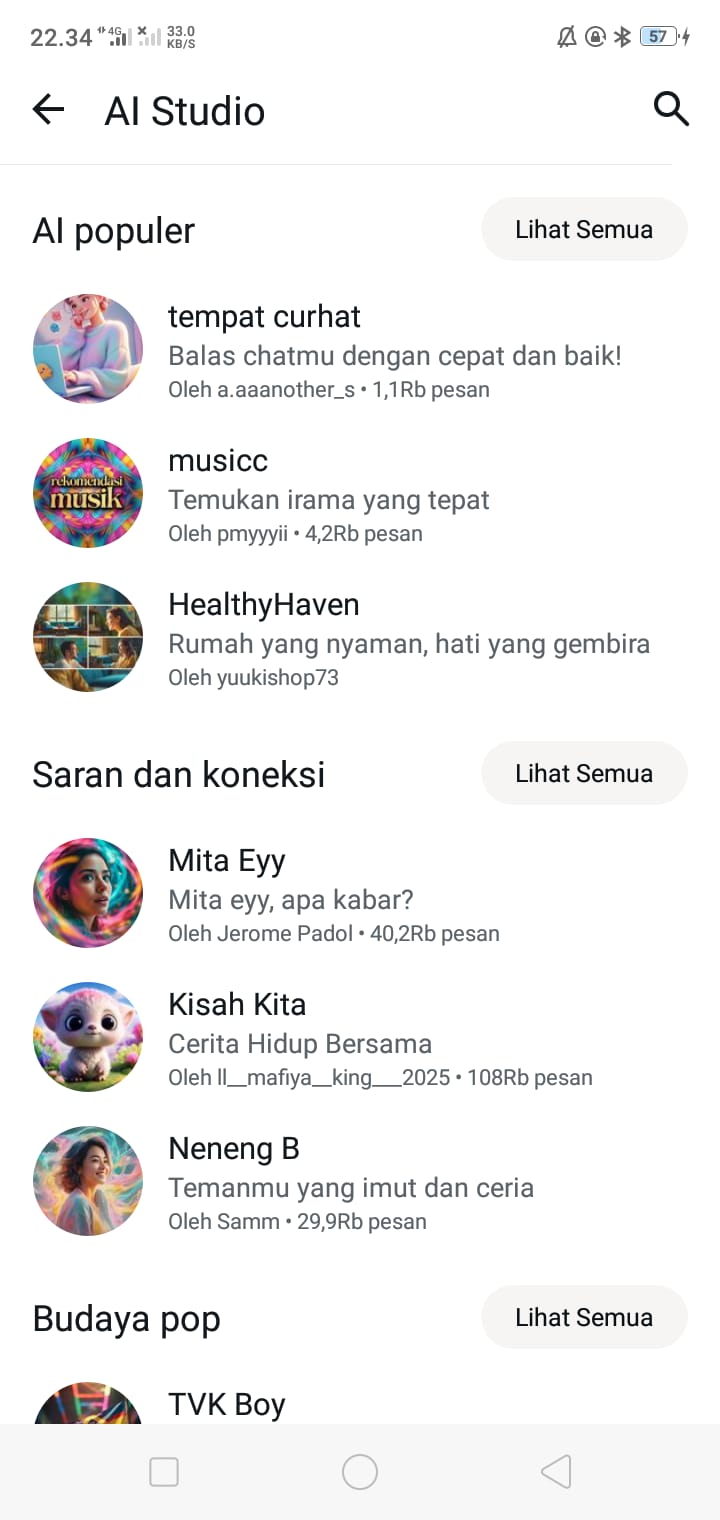 22.34 4G 33.0 KB/S 57
AI Studio
AI populer Lihat Semua
tempat curhat
Balas chatmu dengan cepat dan baik!
Oleh a.aaanother_s • 1,1Rb pesan
rekomendasi
musik
musicc
Temukan irama yang tepat
Oleh pmyyyii • 4,2Rb pesan
HealthyHaven
Rumah yang nyaman, hati yang gembira
Oleh yuukishop73
Saran dan koneksi Lihat Semua
Mita Eyy
Mita eyy, apa kabar?
Oleh Jerome Padol • 40,2Rb pesan
Kisah Kita
Cerita Hidup Bersama
Oleh ll__mafiya__king___2025 • 108Rb pesan
Neneng B
Temanmu yang imut dan ceria
Oleh Samm • 29,9Rb pesan
Budaya pop Lihat Semua
TVK Boy